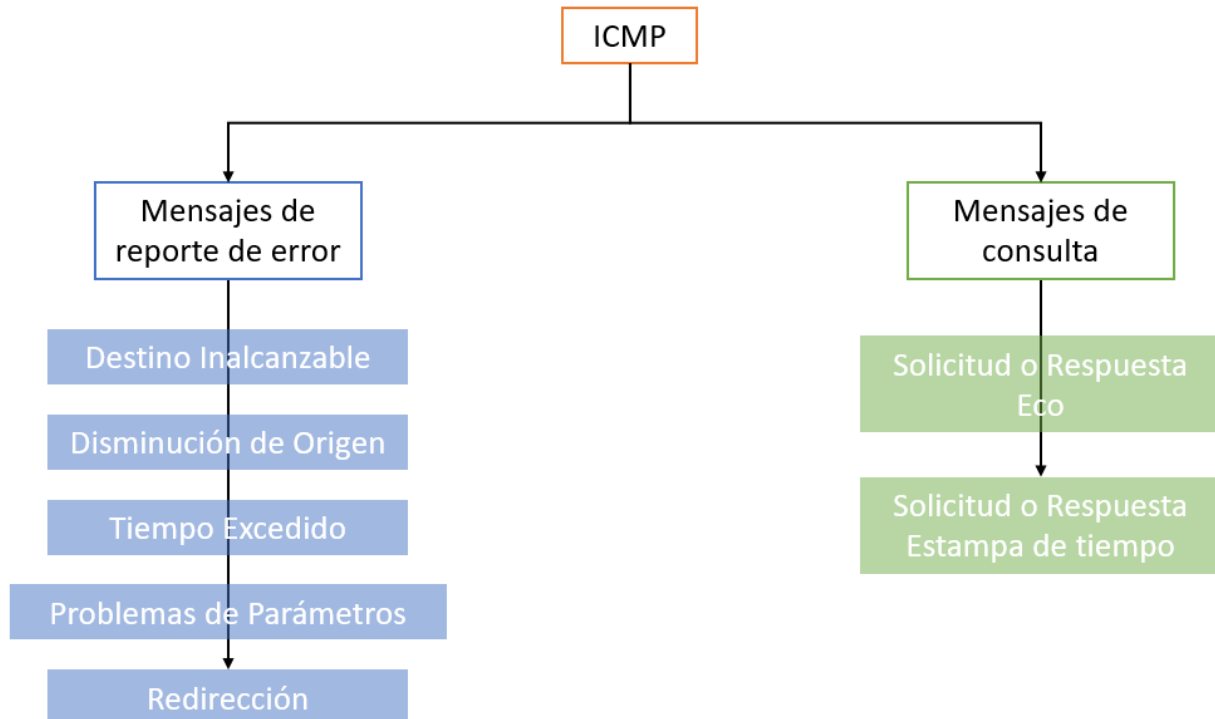 ICMP
Mensajes de
reporte de error
Destino Inalcanzable
Disminución de Origen
Tiempo Excedido
Problemas de Parámetros
Redirección
Mensajes de
consulta
Solicitud o Respuesta
Eco
Solicitud o Respuesta
Estampa de tiempo